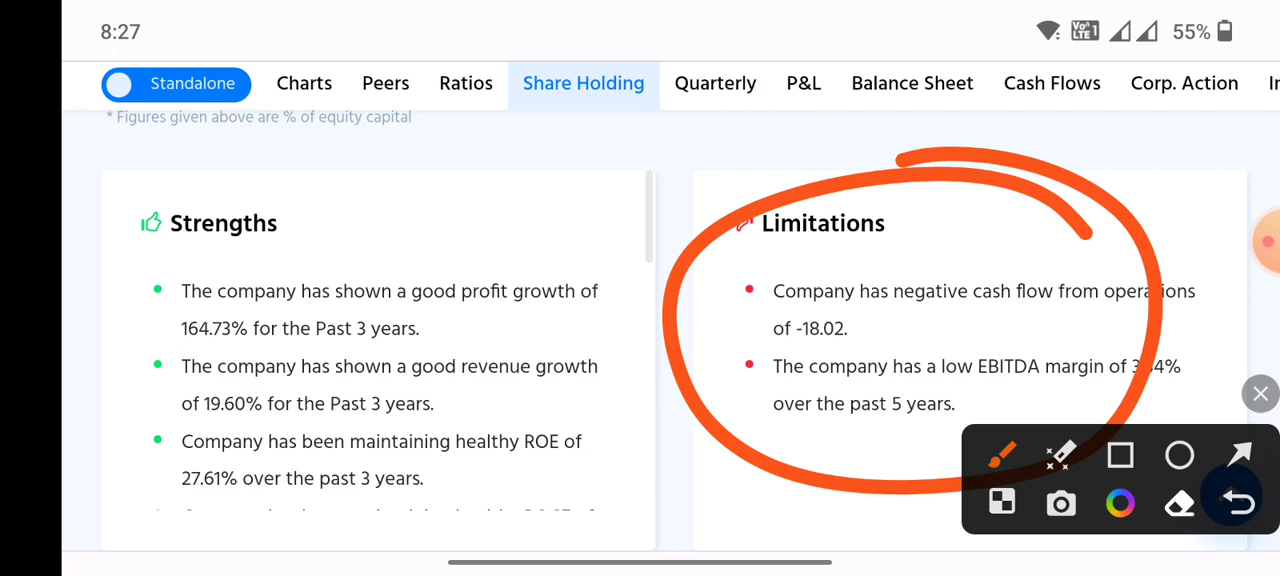 8:27
Vo LTE 1 55%
Standalone Charts Peers Ratios Share Holding Quarterly P&L Balance Sheet Cash Flows Corp. Action
* Figures given above are % of equity capital
Strengths
The company has shown a good profit growth of
164.73% for the Past 3 years.
The company has shown a good revenue growth
of 19.60% for the Past 3 years.
Company has been maintaining healthy ROE of
27.61% over the past 3 years.
Limitations
Company has negative cash flow from operations
of -18.02.
The company has a low EBITDA margin of
over the past 5 years.